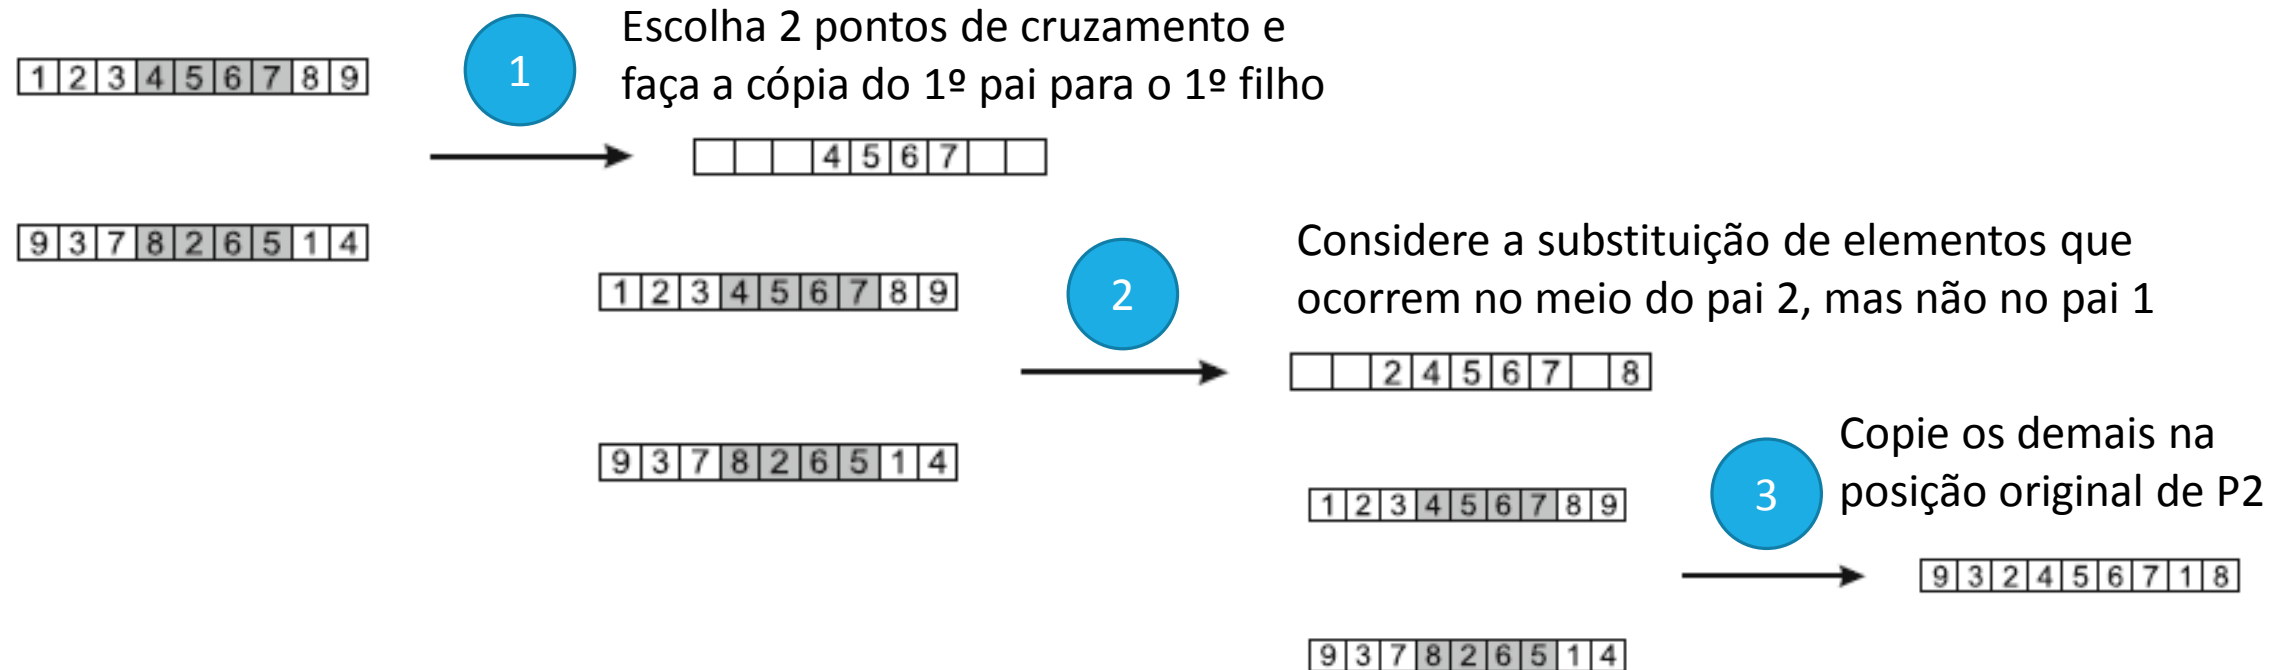 1
Escolha 2 pontos de cruzamento e
faça a cópia do 1º pai para o 1º filho
1 2 3 4 5 6 7 8 9
4 5 6 7
9 3 7 8 2 6 5 1 4
2
Considere a substituição de elementos que
ocorrem no meio do pai 2, mas não no pai 1
1 2 3 4 5 6 7 8 9
2 4 5 6 7 8
9 3 7 8 2 6 5 1 4
3
Copie os demais na
posição original de P2
1 2 3 4 5 6 7 8 9
9 3 2 4 5 6 7 1 8
9 3 7 8 2 6 5 1 4